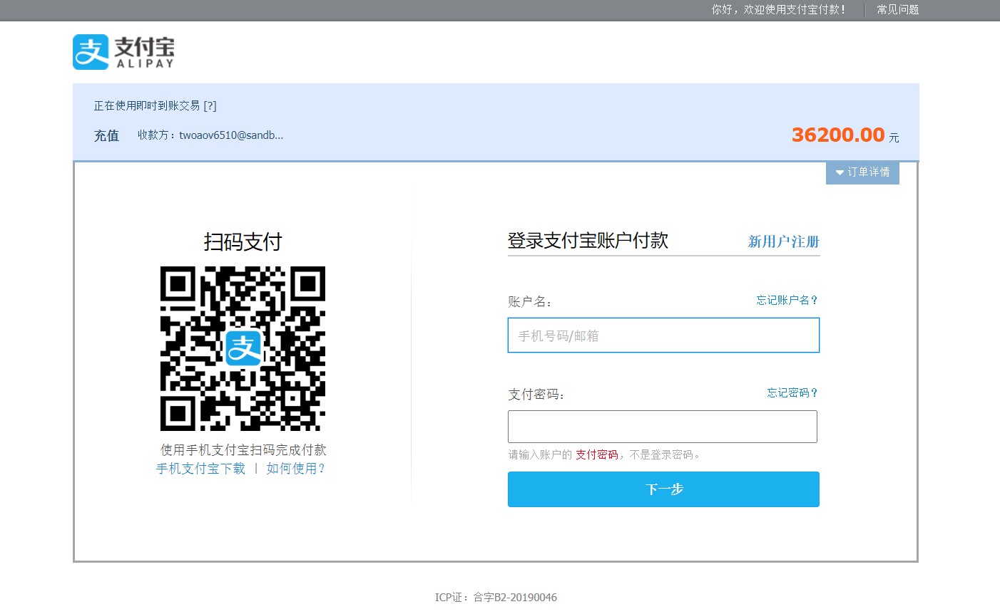 你好，欢迎使用支付宝付款！ 常见问题
支付宝
ALIPAY
正在使用即时到账交易 [?]
充值 收款方：twoaov6510@sandb... 36200.00 元
订单详情
扫码支付
支
使用手机支付宝扫码完成付款
手机支付宝下载 | 如何使用？
登录支付宝账户付款 新用户注册
账户名： 忘记账户名？
手机号码/邮箱
支付密码： 忘记密码？
请输入账户的 支付密码，不是登录密码。
下一步
ICP证：合字B2-20190046